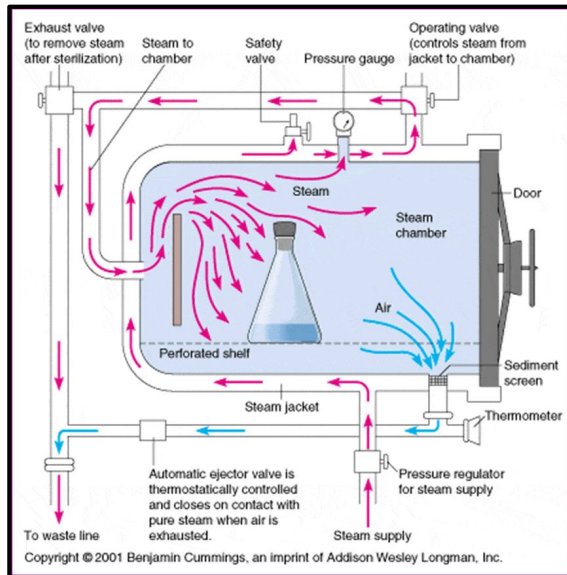 Exhaust valve
(to remove steam
after sterilization)
Steam to
chamber
Safety
valve
Pressure gauge
Operating valve
(controls steam from
jacket to chamber)
Steam
Steam
chamber
Door
Air
Perforated shelf
Sediment
screen
Steam jacket
Thermometer
Automatic ejector valve is
thermostatically controlled
and closes on contact with
pure steam when air is
exhausted.
Pressure regulator
for steam supply
To waste line
Steam supply
Copyright © 2001 Benjamin Cummings, an imprint of Addison Wesley Longman, Inc.